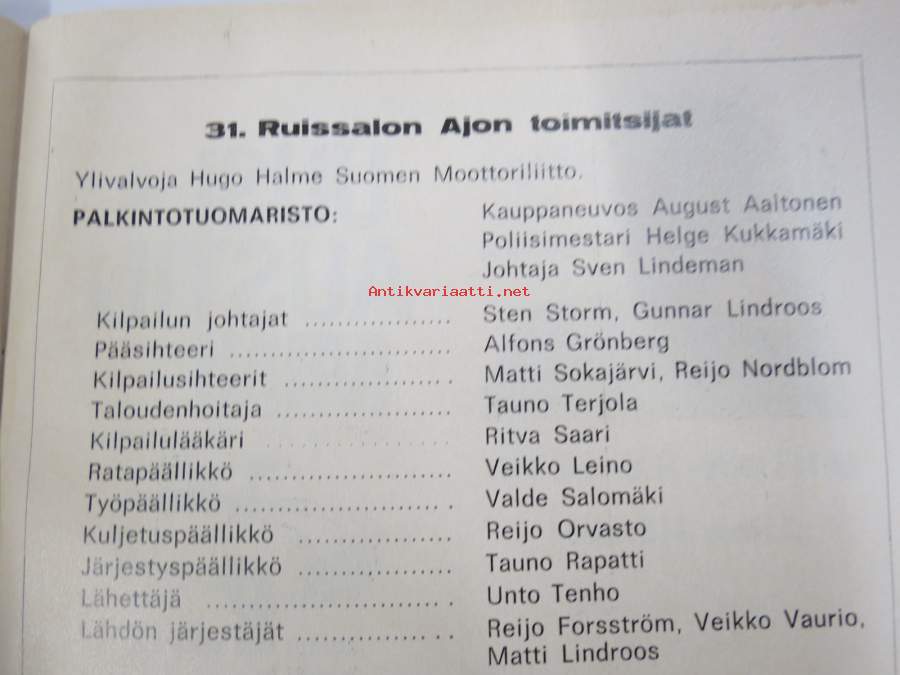 31. Ruissalon Ajon toimitsijat
Ylivalvoja Hugo Halme Suomen Moottoriliitto.
PALKINTOTUOMARISTO: Kauppaneuvos August Aaltonen
Poliisimestari Helge Kukkamäki
Johtaja Sven Lindeman
Antikvariaatti.net
Kilpailun johtajat .................. Sten Storm, Gunnar Lindroos
Pääsihteeri ........................... Alfons Grönberg
Kilpailusihteerit ..................... Matti Sokajärvi, Reijo Nordblom
Taloudenhoitaja ..................... Tauno Terjola
Kilpailulääkäri ..................... Ritva Saari
Ratapäällikkö ......................... Veikko Leino
Työpäällikkö ........................... Valde Salomäki
Kuljetuspäällikkö ................... Reijo Orvasto
Järjestyspäällikkö ................... Tauno Rapatti
Lähettäjä .............................. Unto Tenho
Lähdön järjestäjät ................... Reijo Forsström, Veikko Vaurio,
Matti Lindroos